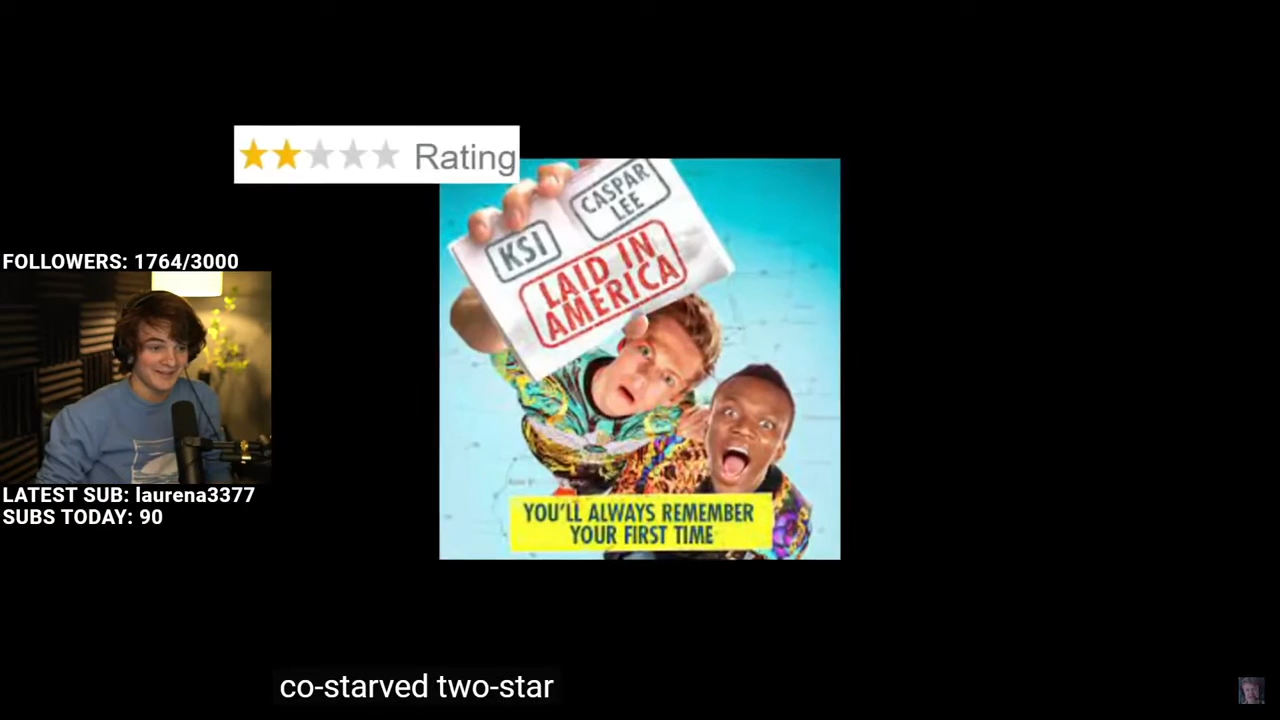 Rating
CASPAR
LEE
KSI
LAID IN
AMERICA
FOLLOWERS: 1764/3000
LATEST SUB: laurena3377
SUBS TODAY: 90
YOU'LL ALWAYS REMEMBER
YOUR FIRST TIME
co-starved two-star